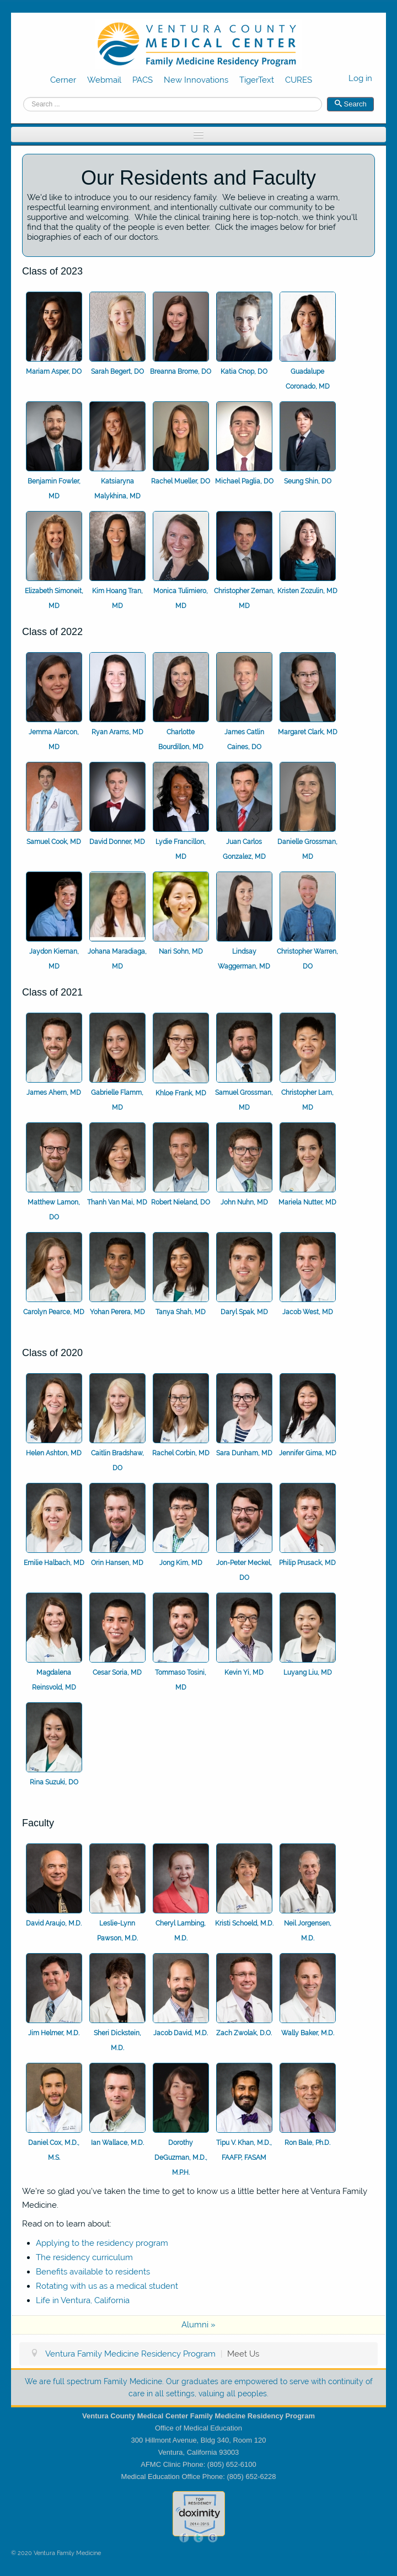 VENTURA COUNTY
MEDICAL CENTER
Family Medicine Residency Program
Cerner Webmail PACS New Innovations TigerText CURES
Log in
Search ...
Search
Our Residents and Faculty
We'd like to introduce you to our residency family. We believe in creating a warm,
respectful learning environment, and intentionally cultivate our community to be
supportive and welcoming. While the clinical training here is top-notch, we think you'll
find that the quality of the people is even better. Click the images below for brief
biographies of each of our doctors.
Class of 2023
Mariam Asper, DO Sarah Begert, DO Breanna Brome, DO Katia Cnop, DO Guadalupe
Coronado, MD
Benjamin Fowler, Katsiaryna Rachel Mueller, DO Michael Paglia, DO Seung Shin, DO
MD Malykhina, MD
Elizabeth Simoneit, Kim Hoang Tran, Monica Tulimiero, Christopher Zeman, Kristen Zozulin, MD
MD MD MD MD
Class of 2022
Jemma Alarcon, Ryan Arams, MD Charlotte James Catlin Margaret Clark, MD
MD Bourdillon, MD Caines, DO
Samuel Cook, MD David Donner, MD Lydie Francillon, Juan Carlos Danielle Grossman,
MD Gonzalez, MD MD
Jaydon Kiernan, Johana Maradiaga, Nari Sohn, MD Lindsay Christopher Warren,
MD MD Waggerman, MD DO
Class of 2021
James Ahern, MD Gabrielle Flamm, Khloe Frank, MD Samuel Grossman, Christopher Lam,
MD MD MD
Matthew Lamon, Thanh Van Mai, MD Robert Nieland, DO John Nuhn, MD Mariela Nutter, MD
DO
Carolyn Pearce, MD Yohan Perera, MD Tanya Shah, MD Daryl Spak, MD Jacob West, MD
Class of 2020
Helen Ashton, MD Caitlin Bradshaw, Rachel Corbin, MD Sara Dunham, MD Jennifer Gima, MD
DO
Emilie Halbach, MD Orin Hansen, MD Jong Kim, MD Jon-Peter Meckel, Philip Prusack, MD
DO
Magdalena Cesar Soria, MD Tommaso Tosini, Kevin Yi, MD Luyang Liu, MD
Reinsvold, MD MD
Rina Suzuki, DO
Faculty
David Araujo, M.D. Leslie-Lynn Cheryl Lambing, Kristi Schoeld, M.D. Neil Jorgensen,
Pawson, M.D. M.D. M.D.
Jim Helmer, M.D. Sheri Dickstein, Jacob David, M.D. Zach Zwolak, D.O. Wally Baker, M.D.
M.D.
Daniel Cox, M.D., Ian Wallace, M.D. Dorothy Tipu V. Khan, M.D., Ron Bale, Ph.D.
M.S. DeGuzman, M.D., FAAFP, FASAM
M.P.H.
We're so glad you've taken the time to get to know us a little better here at Ventura Family
Medicine.
Read on to learn about:
Applying to the residency program
The residency curriculum
Benefits available to residents
Rotating with us as a medical student
Life in Ventura, California
Alumni »
Ventura Family Medicine Residency Program | Meet Us
We are full spectrum Family Medicine. Our graduates are empowered to serve with continuity of
care in all settings, valuing all peoples.
Ventura County Medical Center Family Medicine Residency Program
Office of Medical Education
300 Hillmont Avenue, Bldg 340, Room 120
Ventura, California 93003
AFMC Clinic Phone: (805) 652-6100
Medical Education Office Phone: (805) 652-6228
TOP
RESIDENCY
doximity
2014-2015
© 2020 Ventura Family Medicine